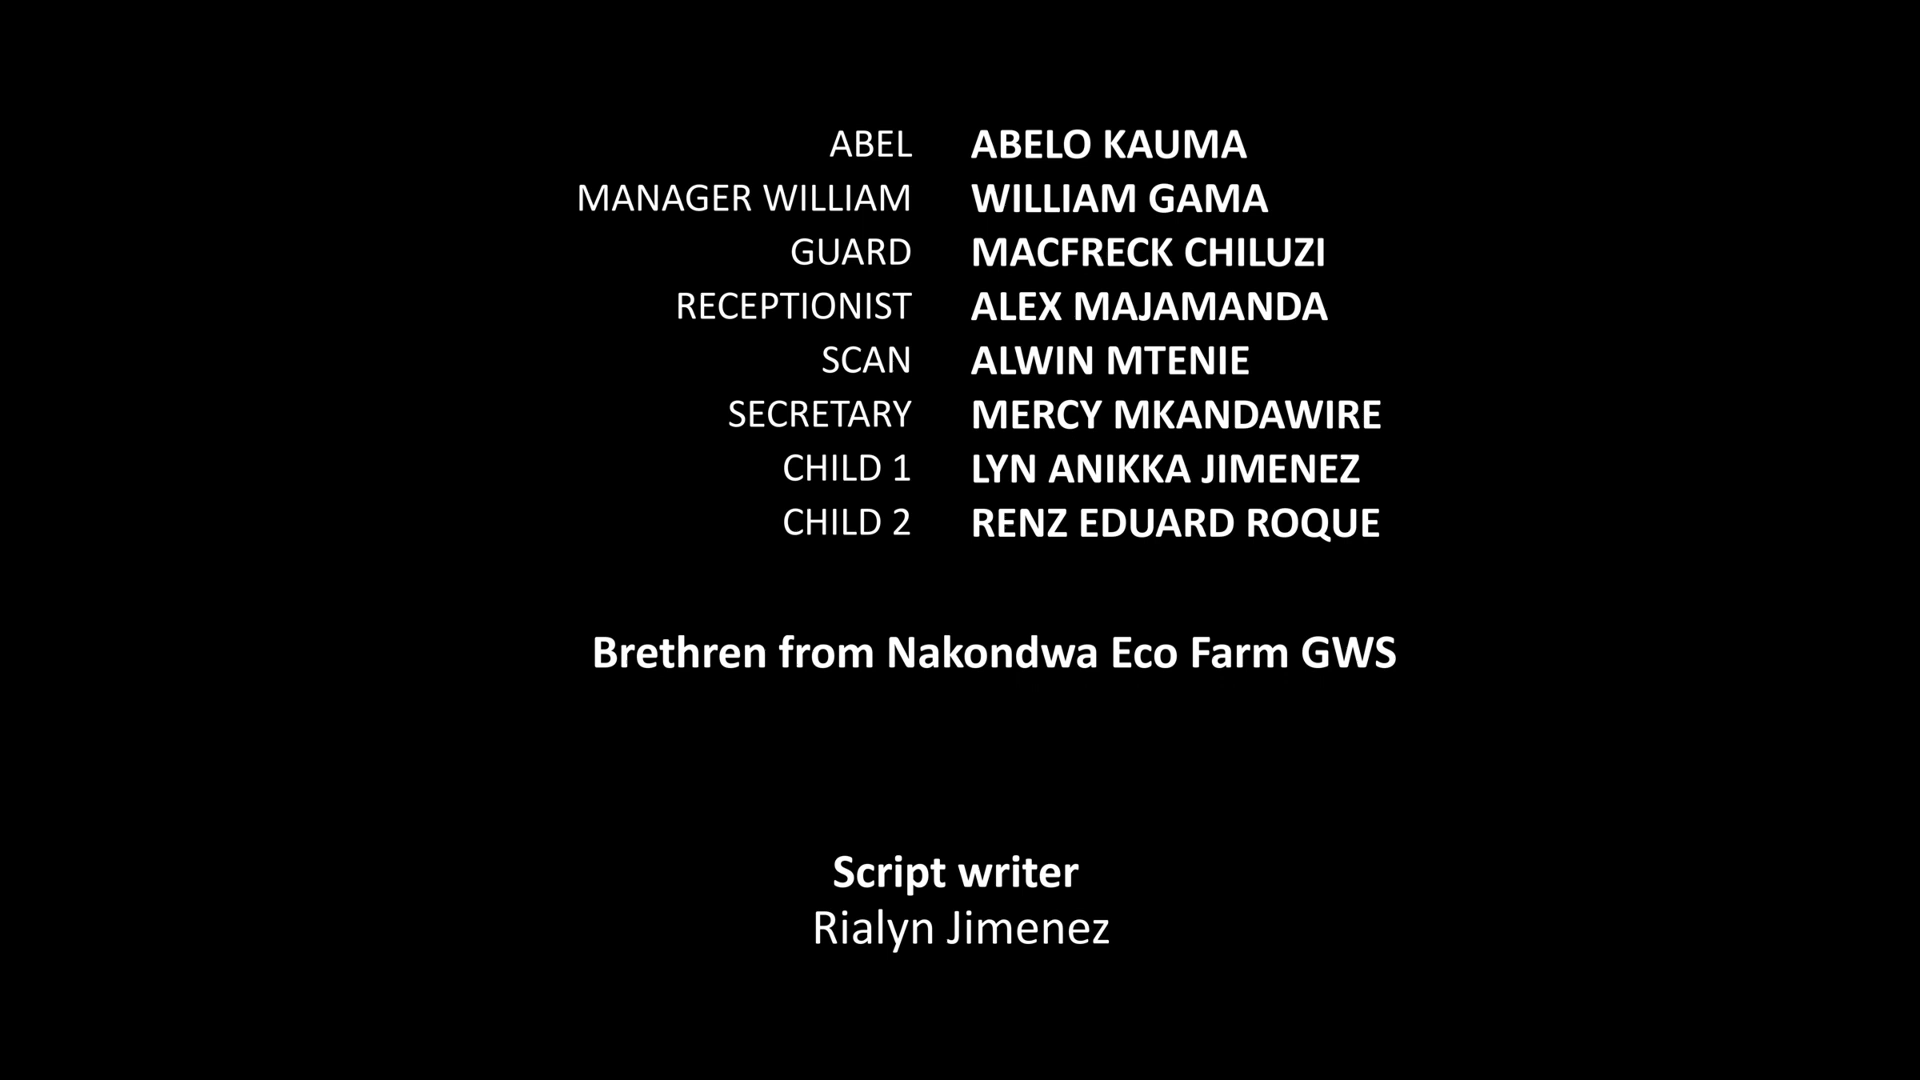 ABEL ABELO KAUMA
MANAGER WILLIAM WILLIAM GAMA
GUARD MACFRECK CHILUZI
RECEPTIONIST ALEX MAJAMANDA
SCAN ALWIN MTENIE
SECRETARY MERCY MKANDAWIRE
CHILD 1 LYN ANIKKA JIMENEZ
CHILD 2 RENZ EDUARD ROQUE
Brethren from Nakondwa Eco Farm GWS
Script writer
Rialyn Jimenez